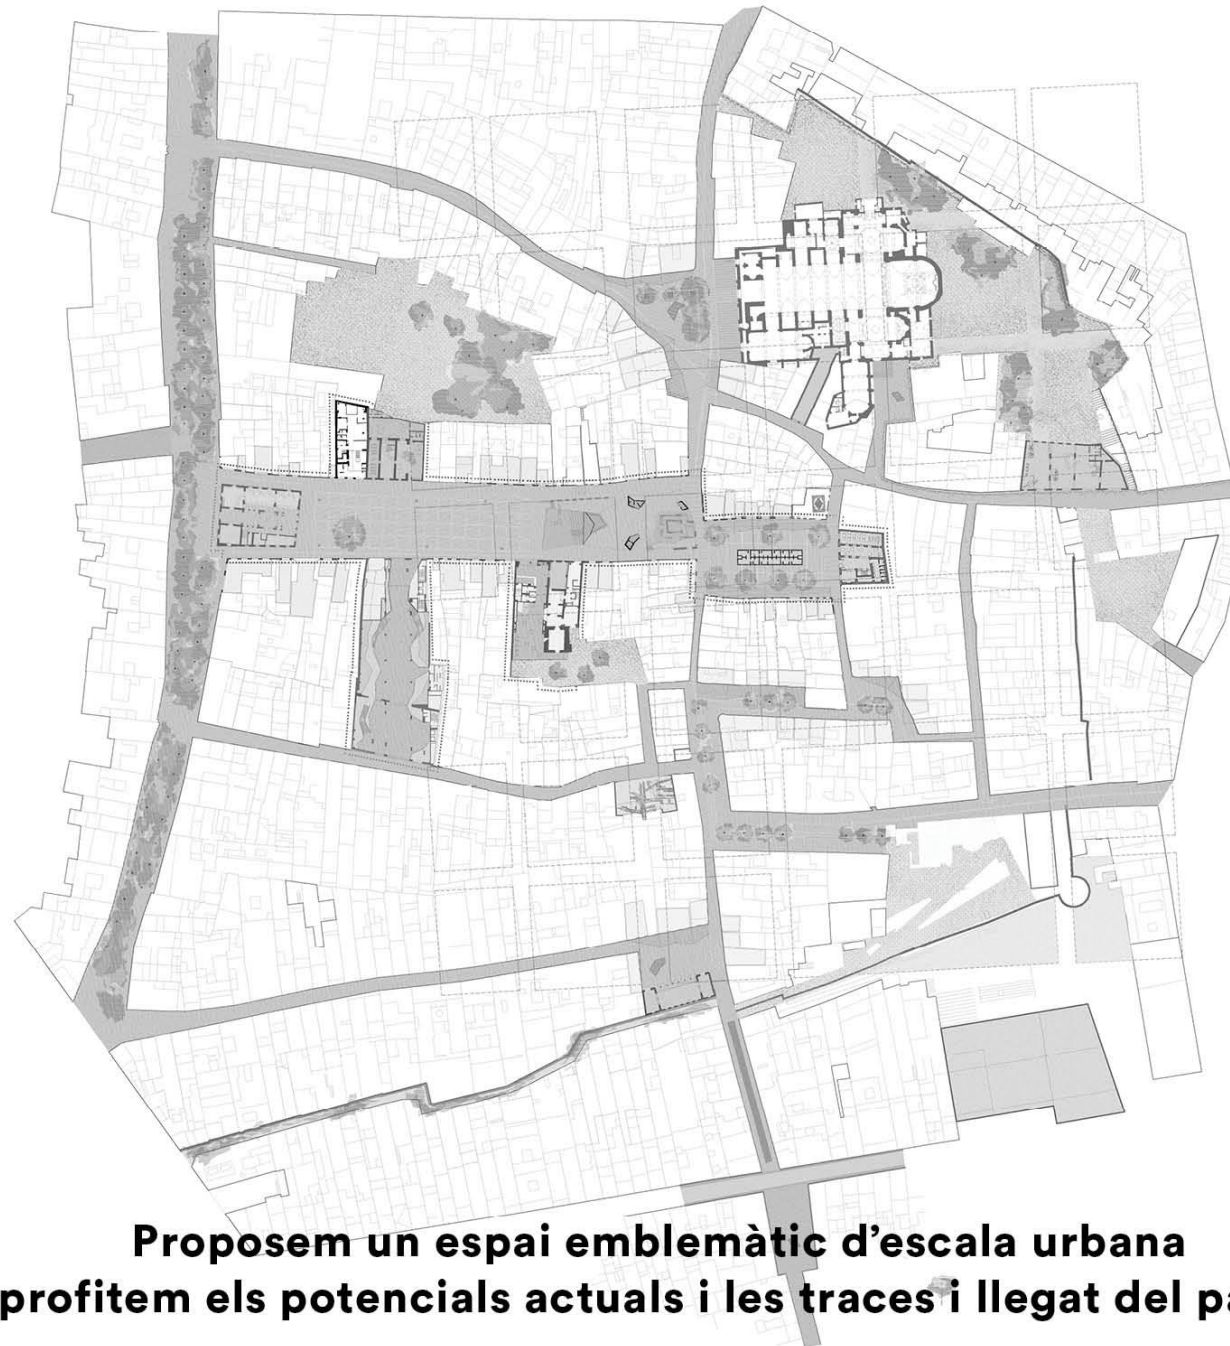 Proposem un espai emblemàtic d’escala urbana
profitem els potencials actuals i les traces i llegat del pa